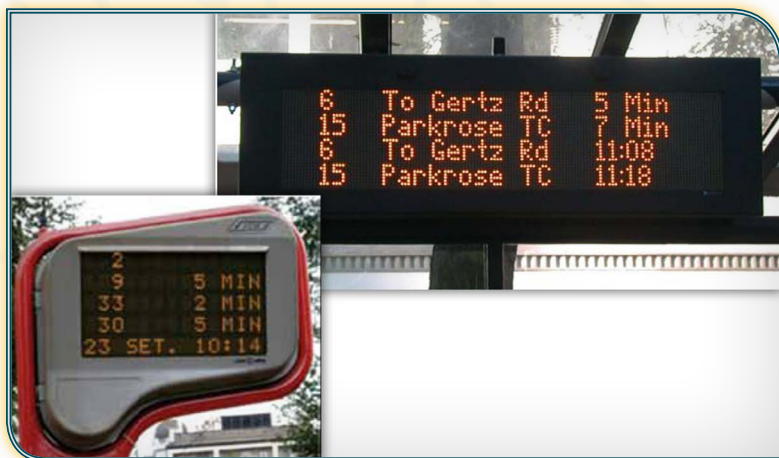 6 To Gertz Rd 5 Min
15 Parkrose TC 7 Min
6 To Gertz Rd 11:08
15 Parkrose TC 11:18
2
9 5 MIN
33 2 MIN
30 5 MIN
23 SET. 10:14